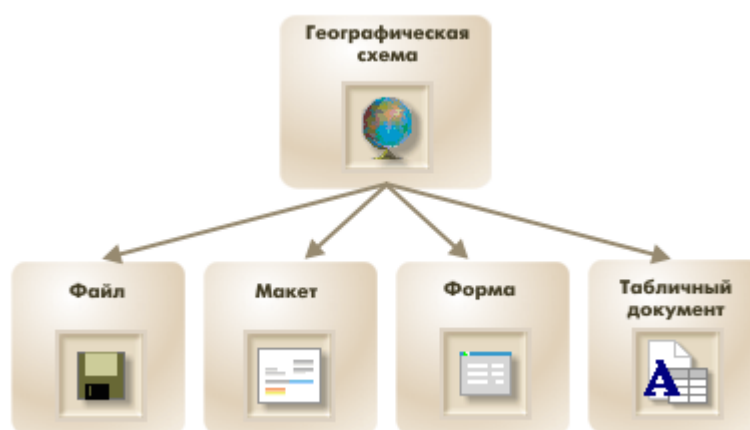 Географическая
схема
Файл
Макет
Форма
Табличный
документ